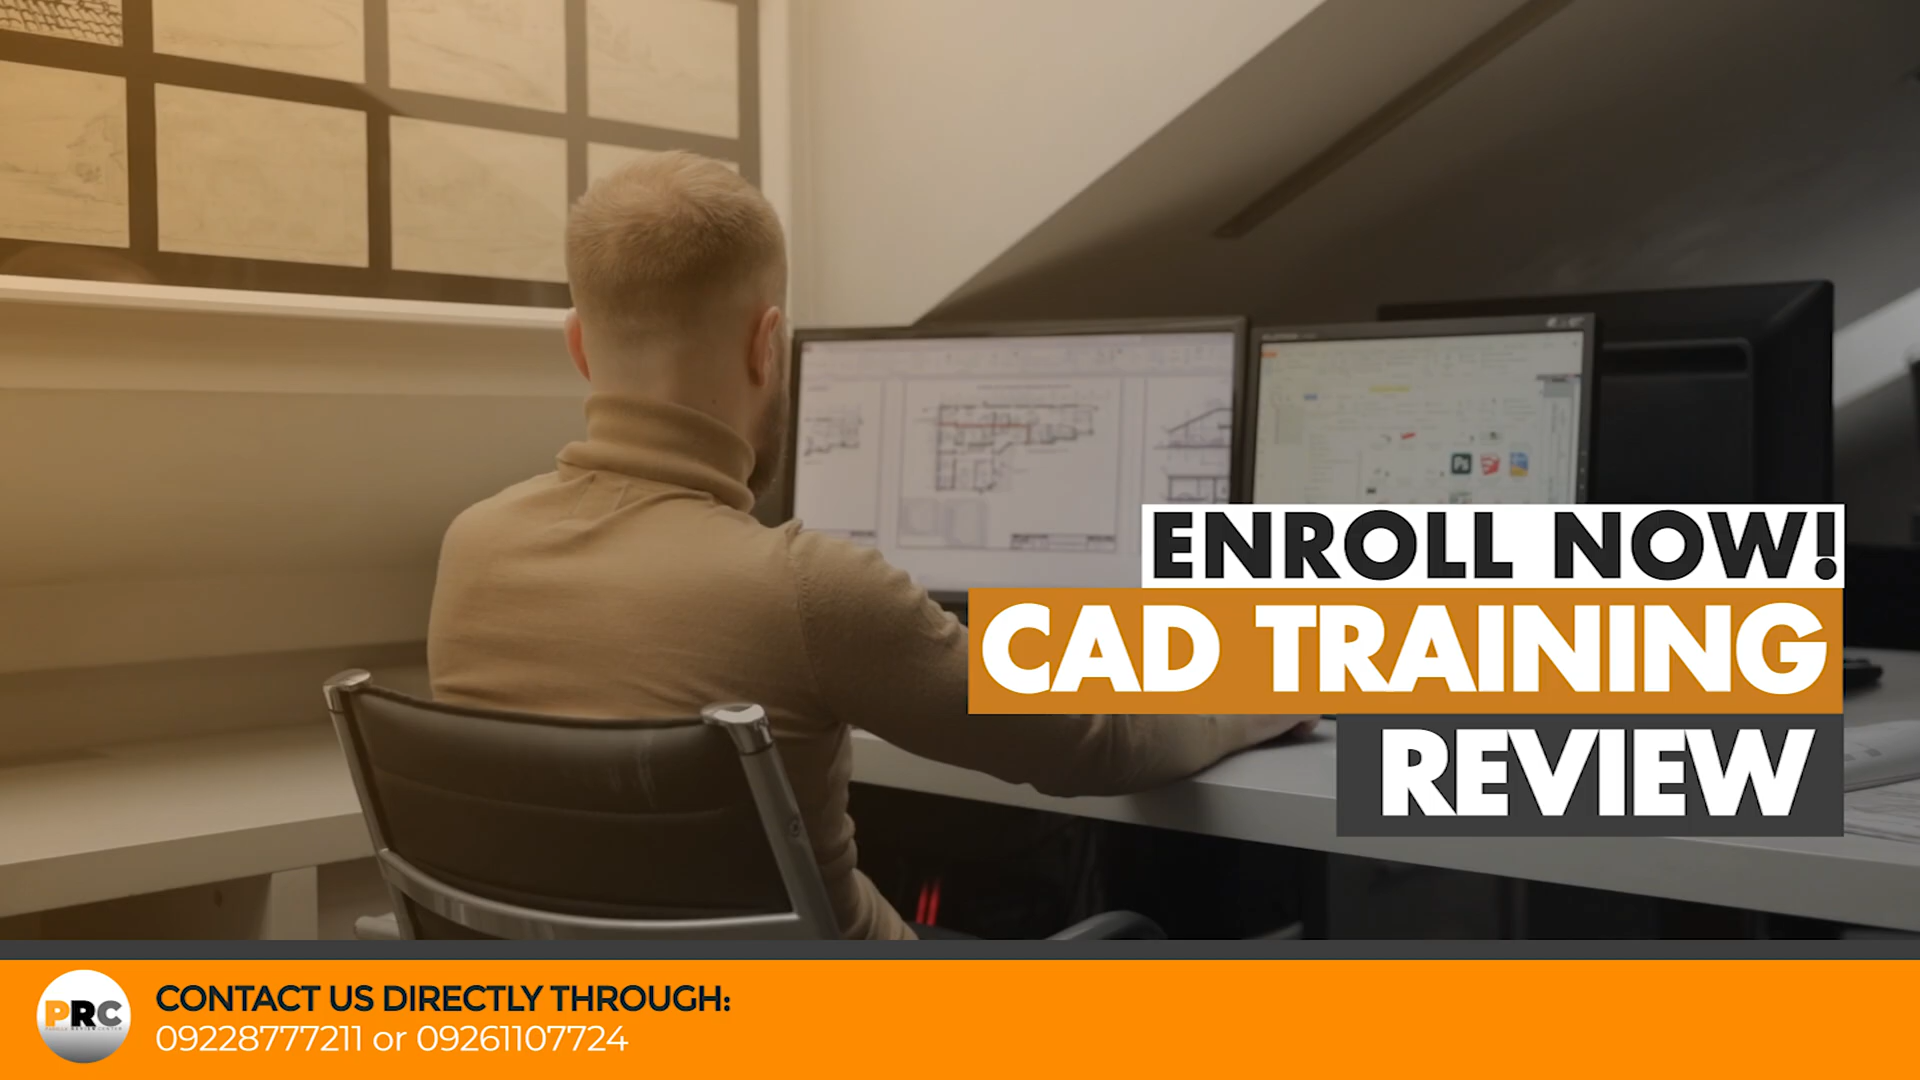 ENROLL NOW!
CAD TRAINING
REVIEW
PRC
CONTACT US DIRECTLY THROUGH:
09228777211 or 09261107724